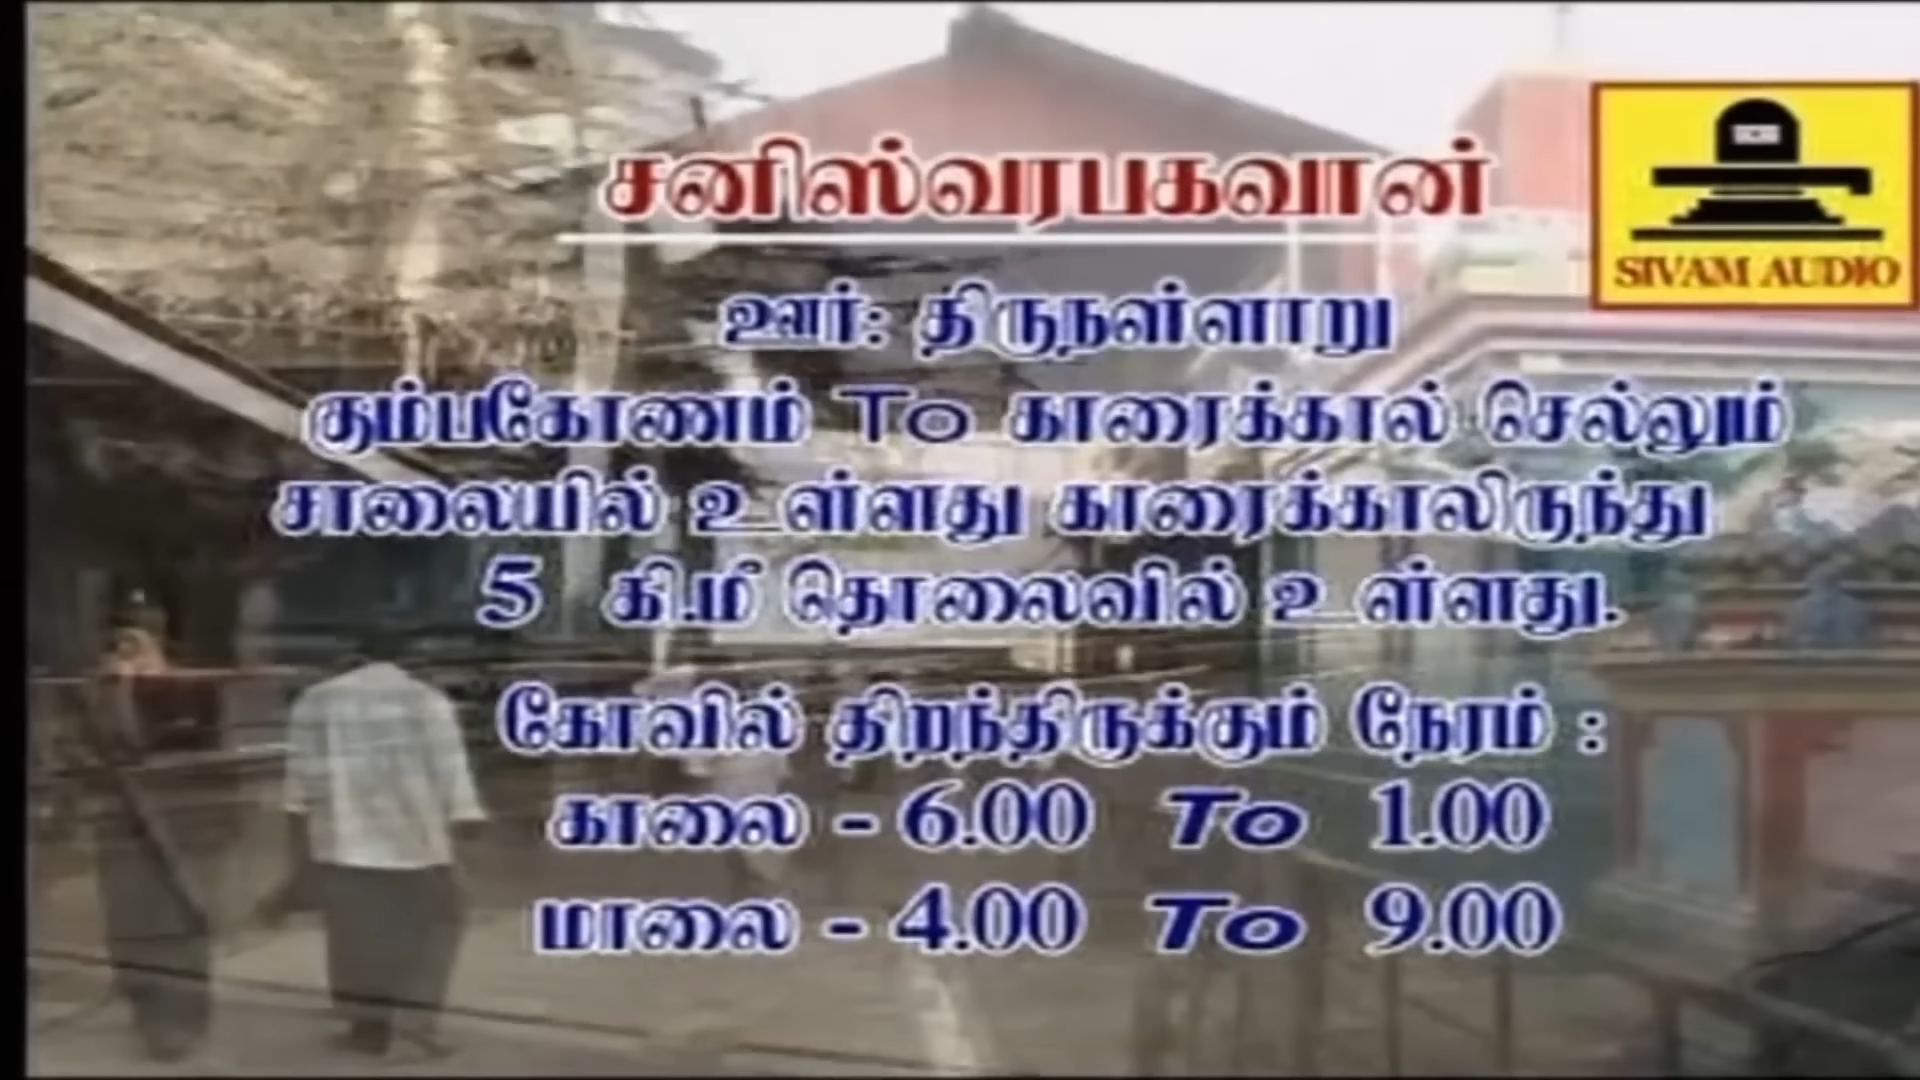 சனிஸ்வரபகவான்
SIVAM AUDIO
ஊர்: திருநள்ளாறு
கும்பகோணம் To காரைக்கால் செல்லும்
சாலையில் உள்ளது காரைக்காலிருந்து
5 கி.மீ தொலைவில் உள்ளது.
கோவில் திறந்திருக்கும் நேரம் :
காலை - 6.00 To 1.00
மாலை - 4.00 To 9.00